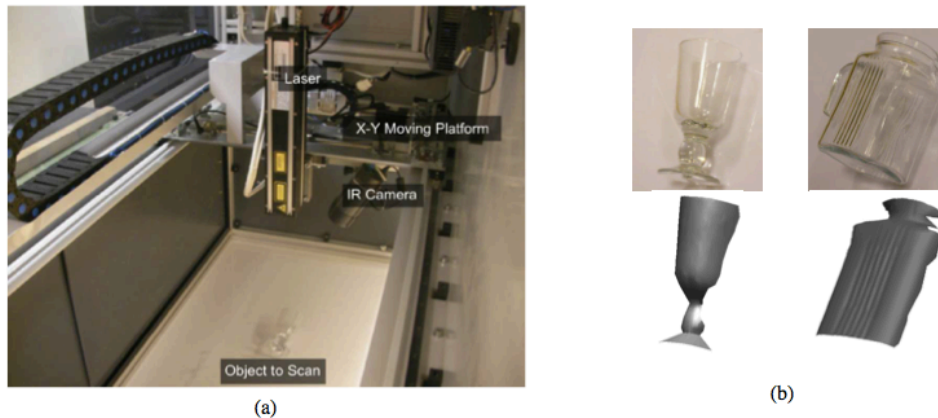 Laser
X-Y Moving Platform
IR Camera
Object to Scan
(a)
(b)